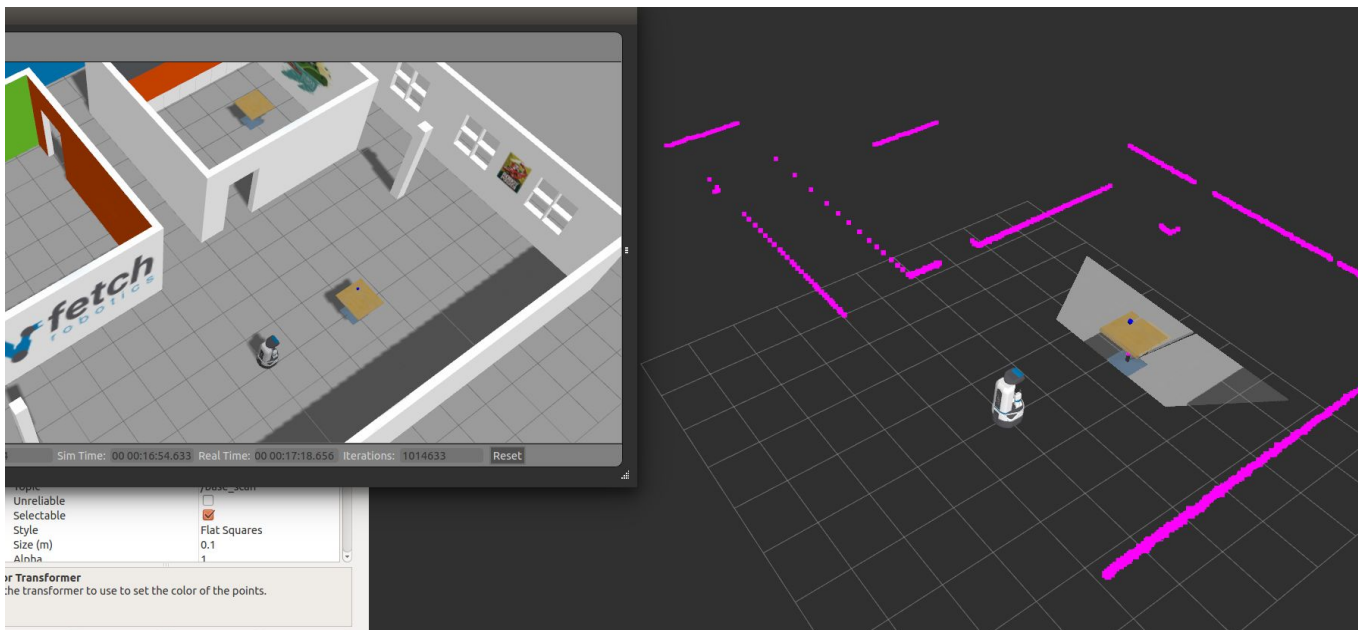 fetch
robotics
Sim Time: 00 00:16:54.633 Real Time: 00 00:17:18.656 Iterations: 1014633 Reset
Topic /base_scan
Unreliable
Selectable
Style Flat Squares
Size (m) 0.1
Alpha 1
or Transformer
the transformer to use to set the color of the points.